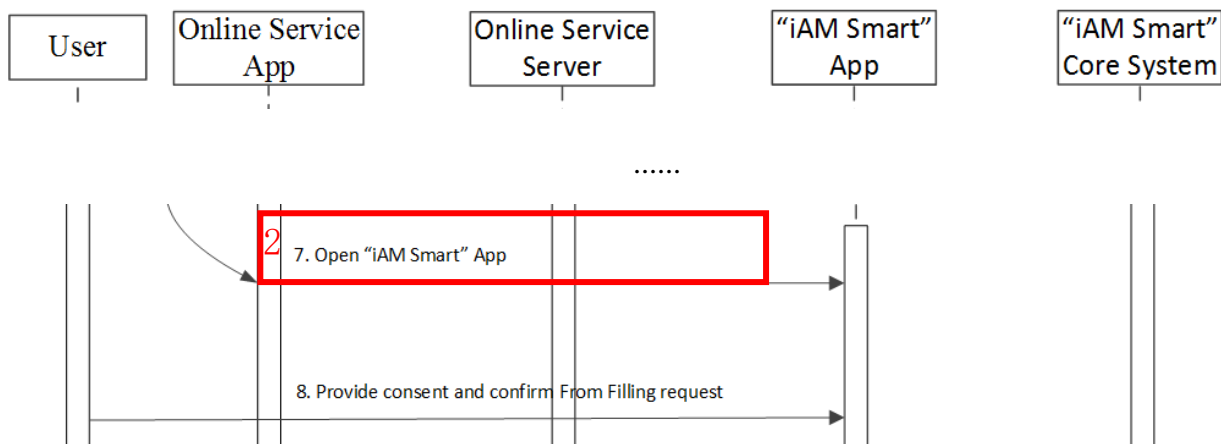 User
Online Service
App
Online Service
Server
“iAM Smart”
App
“iAM Smart”
Core System
......
2
7. Open “iAM Smart” App
8. Provide consent and confirm From Filling request